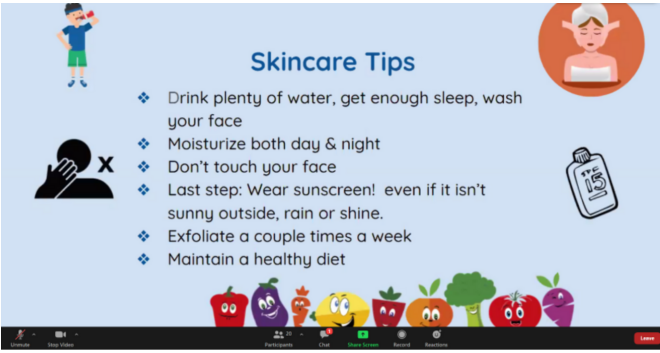 Skincare Tips
Drink plenty of water, get enough sleep, wash
your face
Moisturize both day & night
Don't touch your face
X
Last step: Wear sunscreen!  even if it isn't
sunny outside, rain or shine.
SPF
15
Exfoliate a couple times a week
Maintain a healthy diet
Unmute
Stop Video
Participants
Chat
Share Screen
Record
Reactions
Leave